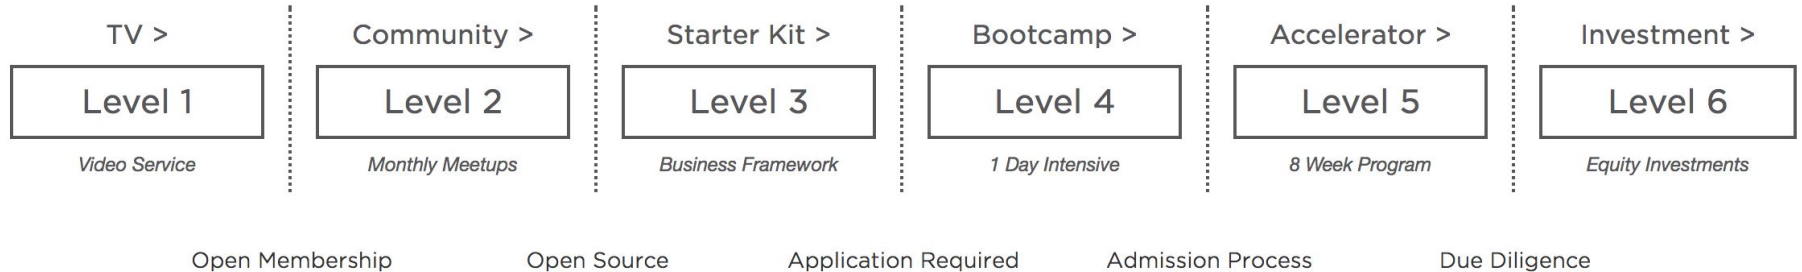 TV >
Community >
Starter Kit >
Bootcamp >
Accelerator >
Investment >
Level 1
Level 2
Level 3
Level 4
Level 5
Level 6
Video Service
Monthly Meetups
Business Framework
1 Day Intensive
8 Week Program
Equity Investments
Open Membership
Open Source
Application Required
Admission Process
Due Diligence